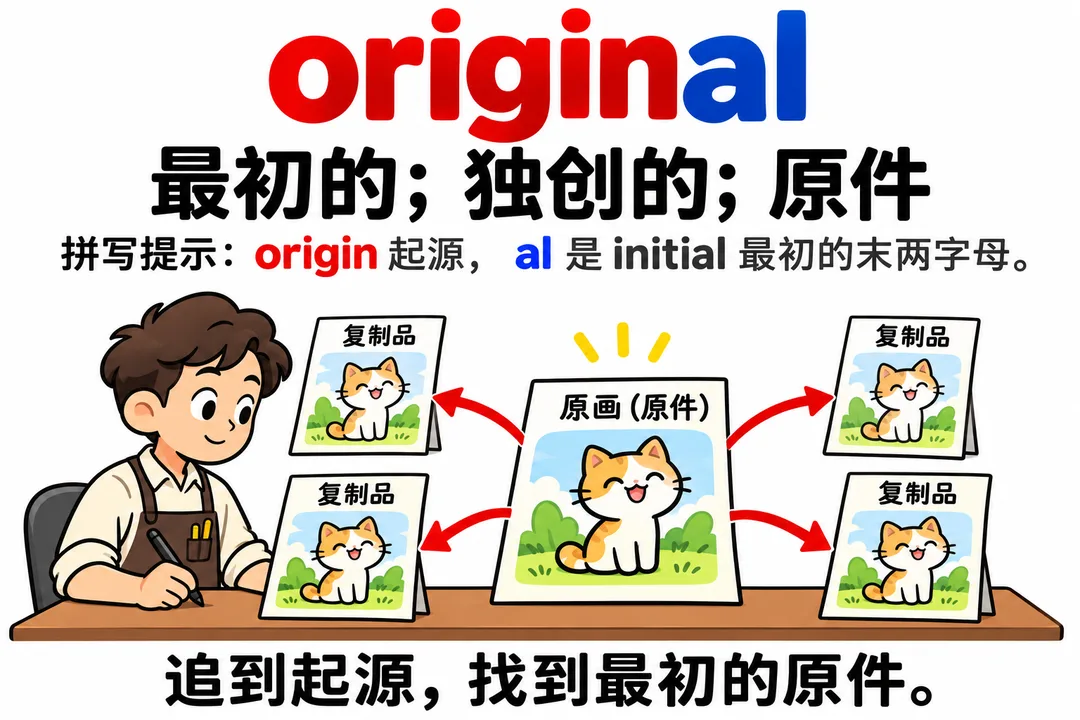 original
最初的；独创的；原件
拼写提示：origin 起源， al 是 initial 最初的末两字母。
复制品
原画（原件）
复制品
复制品
复制品
追到起源，找到最初的原件。